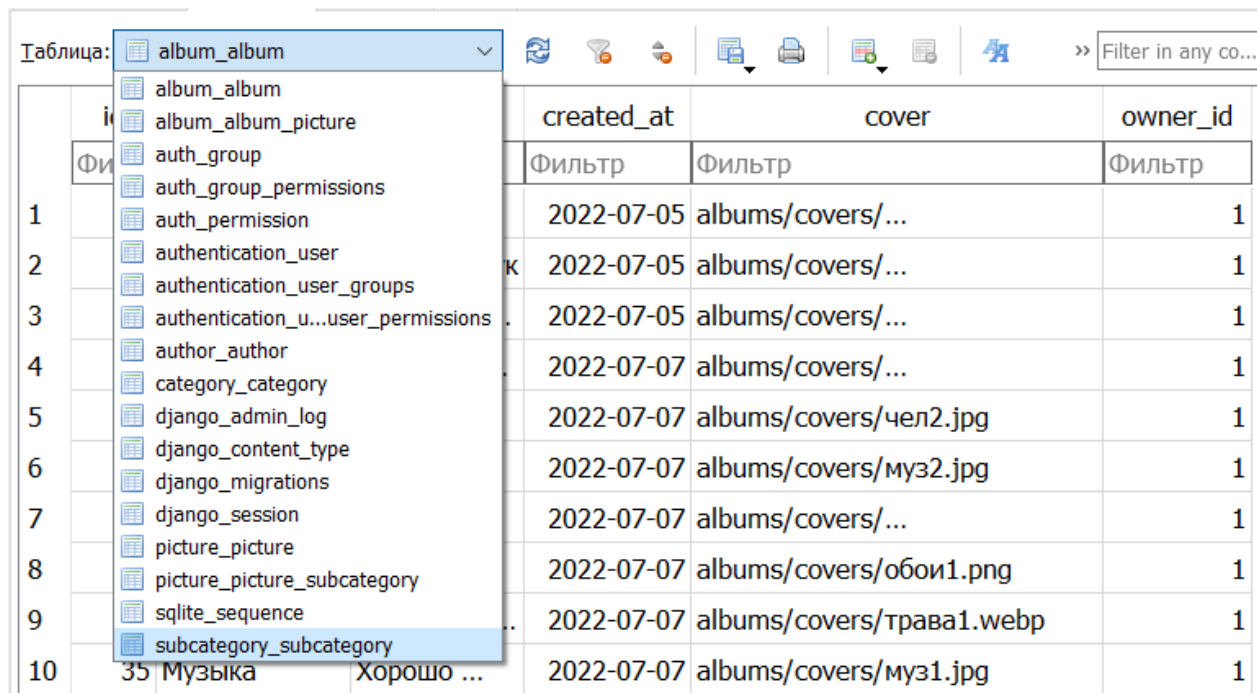 Таблица: album_album Filter in any co...
album_album
album_album_picture
auth_group
auth_group_permissions
auth_permission
authentication_user
authentication_user_groups
authentication_u...user_permissions
author_author
category_category
django_admin_log
django_content_type
django_migrations
django_session
picture_picture
picture_picture_subcategory
sqlite_sequence
subcategory_subcategory
created_at cover owner_id
Фильтр Фильтр Фильтр
1 2022-07-05 albums/covers/... 1
2 2022-07-05 albums/covers/... 1
3 2022-07-05 albums/covers/... 1
4 2022-07-07 albums/covers/... 1
5 2022-07-07 albums/covers/чел2.jpg 1
6 2022-07-07 albums/covers/муз2.jpg 1
7 2022-07-07 albums/covers/... 1
8 2022-07-07 albums/covers/обои1.png 1
9 2022-07-07 albums/covers/трава1.webp 1
10 35 Музыка Хорошо ... 2022-07-07 albums/covers/муз1.jpg 1